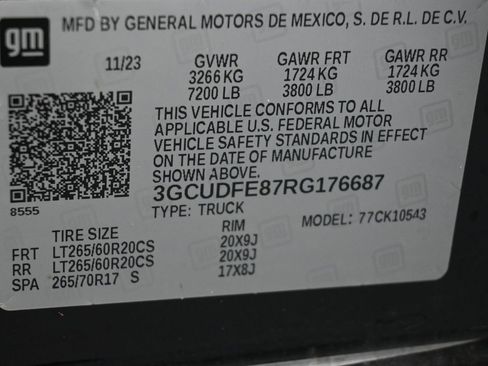 gm
MFD BY GENERAL MOTORS DE MEXICO, S. DE R.L. DE C.V.
11/23 GVWR GAWR FRT GAWR RR
3266 KG 1724 KG 1724 KG
7200 LB 3800 LB 3800 LB
THIS VEHICLE CONFORMS TO ALL
APPLICABLE U.S. FEDERAL MOTOR
VEHICLE SAFETY STANDARDS IN EFFECT
ON THE DATE OF MANUFACTURE
SHOWN ABOVE.
8555 3GCUDFE87RG176687
TYPE: TRUCK MODEL: 77CK10543
TIRE SIZE RIM
FRT LT265/60R20CS 20X9J
RR LT265/60R20CS 20X9J
SPA 265/70R17 S 17X8J